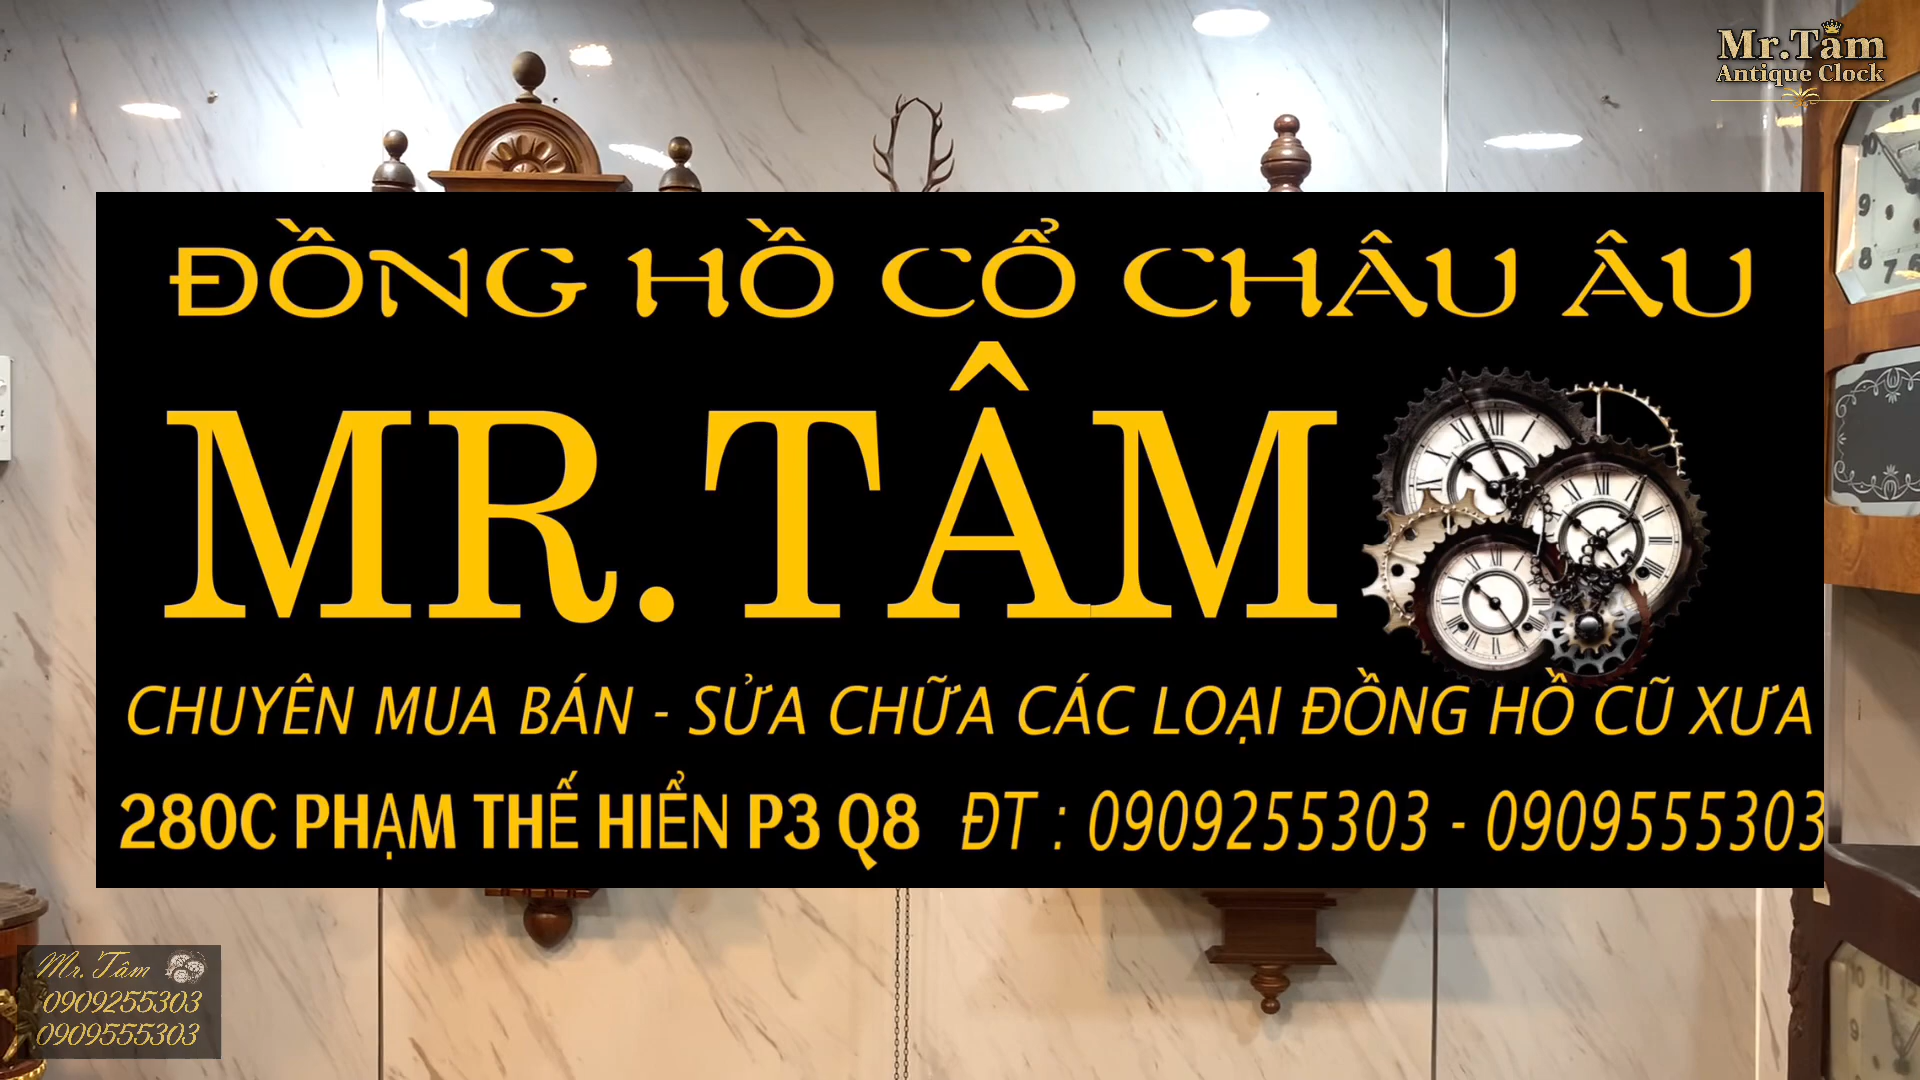 Mr.Tâm
Antique Clock
ĐỒNG HỒ CỔ CHÂU ÂU
MR.TÂM
CHUYÊN MUA BÁN - SỬA CHỮA CÁC LOẠI ĐỒNG HỒ CŨ XƯA
280C PHẠM THẾ HIỂN P3 Q8 ĐT : 0909255303 - 0909555303
Mr. Tâm
0909255303
0909555303